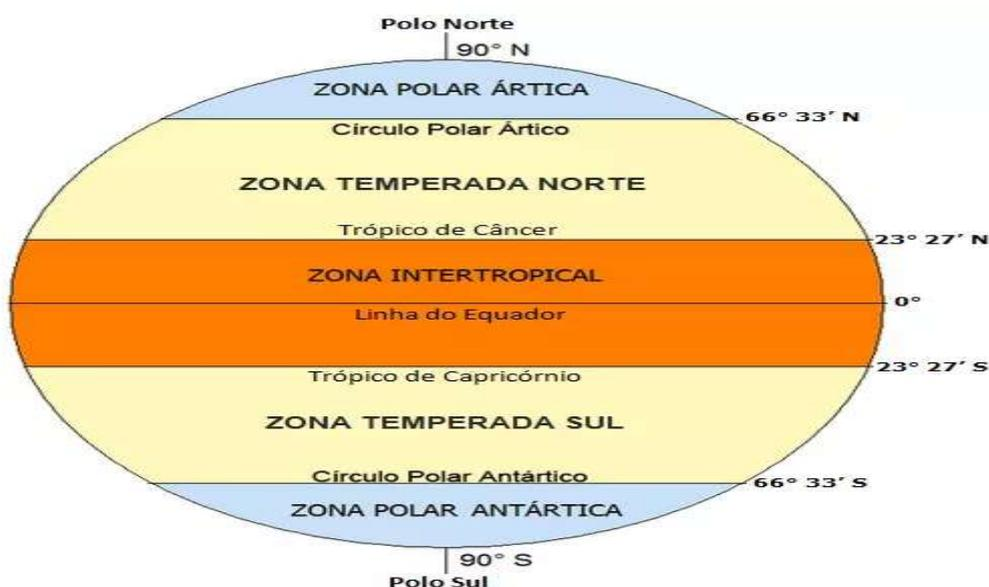 Polo Norte
90° N
ZONA POLAR ÁRTICA
66° 33′ N
Círculo Polar Ártico
ZONA TEMPERADA NORTE
Trópico de Câncer
23° 27′ N
ZONA INTERTROPICAL
0°
Linha do Equador
23° 27′ S
Trópico de Capricórnio
ZONA TEMPERADA SUL
Círculo Polar Antártico
66° 33′ S
ZONA POLAR ANTÁRTICA
90° S
Polo Sul